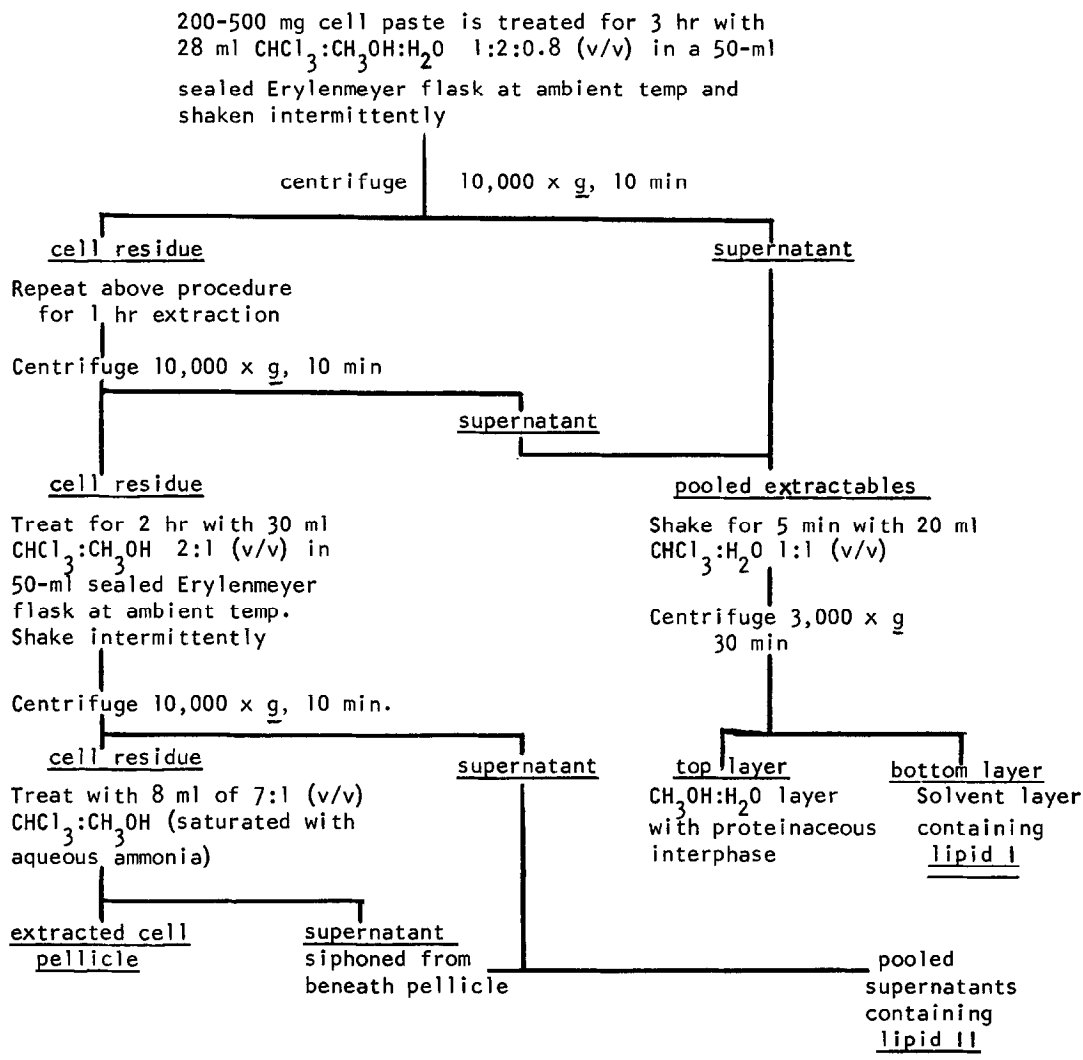 200-500 mg cell paste is treated for 3 hr with
28 ml CHCl3:CH3OH:H2O 1:2:0.8 (v/v) in a 50-ml
sealed Erylenmeyer flask at ambient temp and
shaken intermittently
centrifuge 10,000 x g, 10 min
cell residue
supernatant
Repeat above procedure
for 1 hr extraction
Centrifuge 10,000 x g, 10 min
supernatant
cell residue
pooled extractables
Treat for 2 hr with 30 ml
CHCl3:CH3OH 2:1 (v/v) in
50-ml sealed Erylenmeyer
flask at ambient temp.
Shake intermittently
Shake for 5 min with 20 ml
CHCl3:H2O 1:1 (v/v)
Centrifuge 3,000 x g
30 min
Centrifuge 10,000 x g, 10 min.
cell residue
supernatant
top layer
CH3OH:H2O layer
with proteinaceous
interphase
bottom layer
Solvent layer
containing
lipid I
Treat with 8 ml of 7:1 (v/v)
CHCl3:CH3OH (saturated with
aqueous ammonia)
extracted cell
pellicle
supernatant
siphoned from
beneath pellicle
pooled
supernatants
containing
lipid II